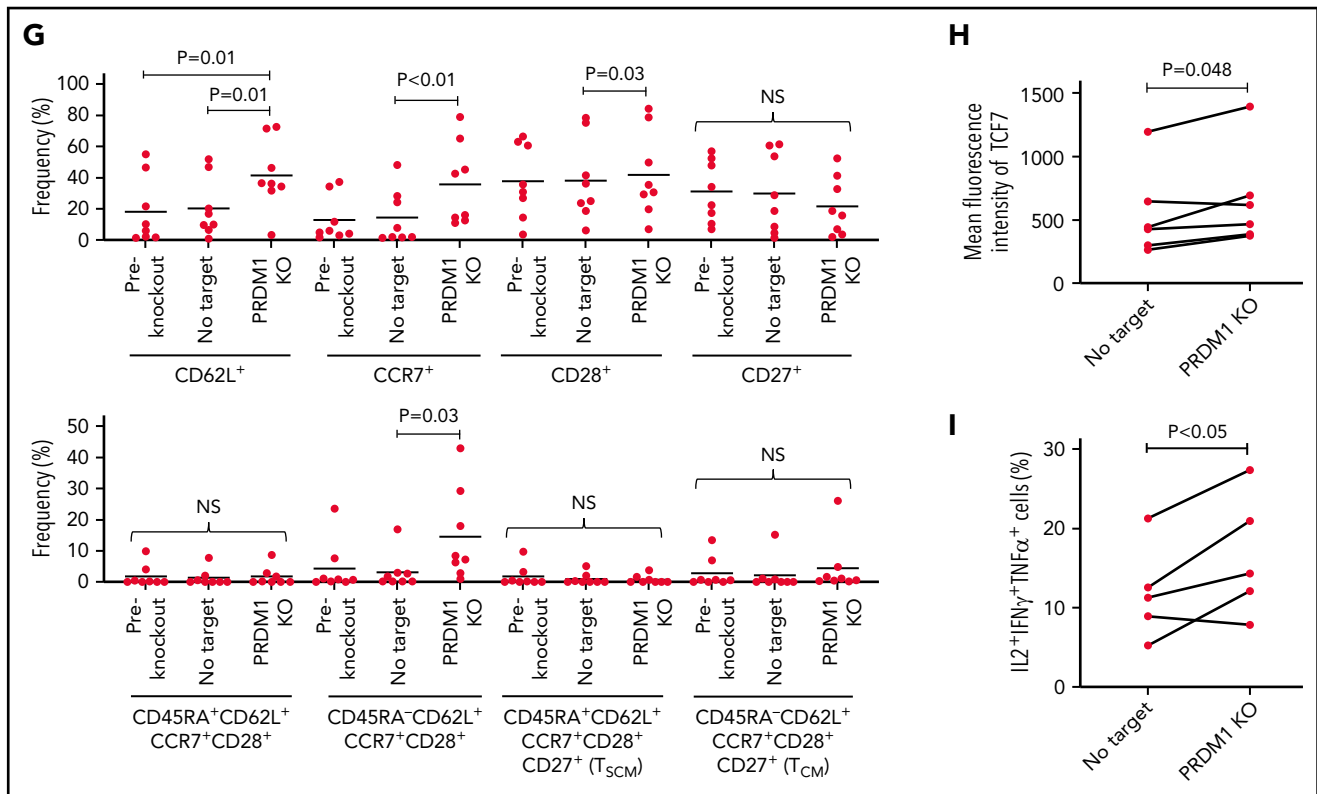 G
P=0.01
P=0.01
P<0.01
P=0.03
NS
Frequency (%)
100
80
60
40
20
0
Pre-
knockout
No target
PRDM1
KO
Pre-
knockout
No target
PRDM1
KO
Pre-
knockout
No target
PRDM1
KO
Pre-
knockout
No target
PRDM1
KO
CD62L⁺
CCR7⁺
CD28⁺
CD27⁺
Frequency (%)
50
40
30
20
10
0
NS
P=0.03
NS
NS
Pre-
knockout
No target
PRDM1
KO
Pre-
knockout
No target
PRDM1
KO
Pre-
knockout
No target
PRDM1
KO
Pre-
knockout
No target
PRDM1
KO
CD45RA⁺CD62L⁺
CCR7⁺CD28⁺
CD45RA⁻CD62L⁺
CCR7⁺CD28⁺
CD45RA⁺CD62L⁺
CCR7⁺CD28⁺
CD27⁺ (TSCM)
CD45RA⁻CD62L⁺
CCR7⁺CD28⁺
CD27⁺ (TCM)
H
P=0.048
Mean fluorescence
intensity of TCF7
1500
1000
500
0
No target
PRDM1 KO
I
P<0.05
IL2⁺IFNγ⁺TNFα⁺ cells (%)
30
20
10
0
No target
PRDM1 KO